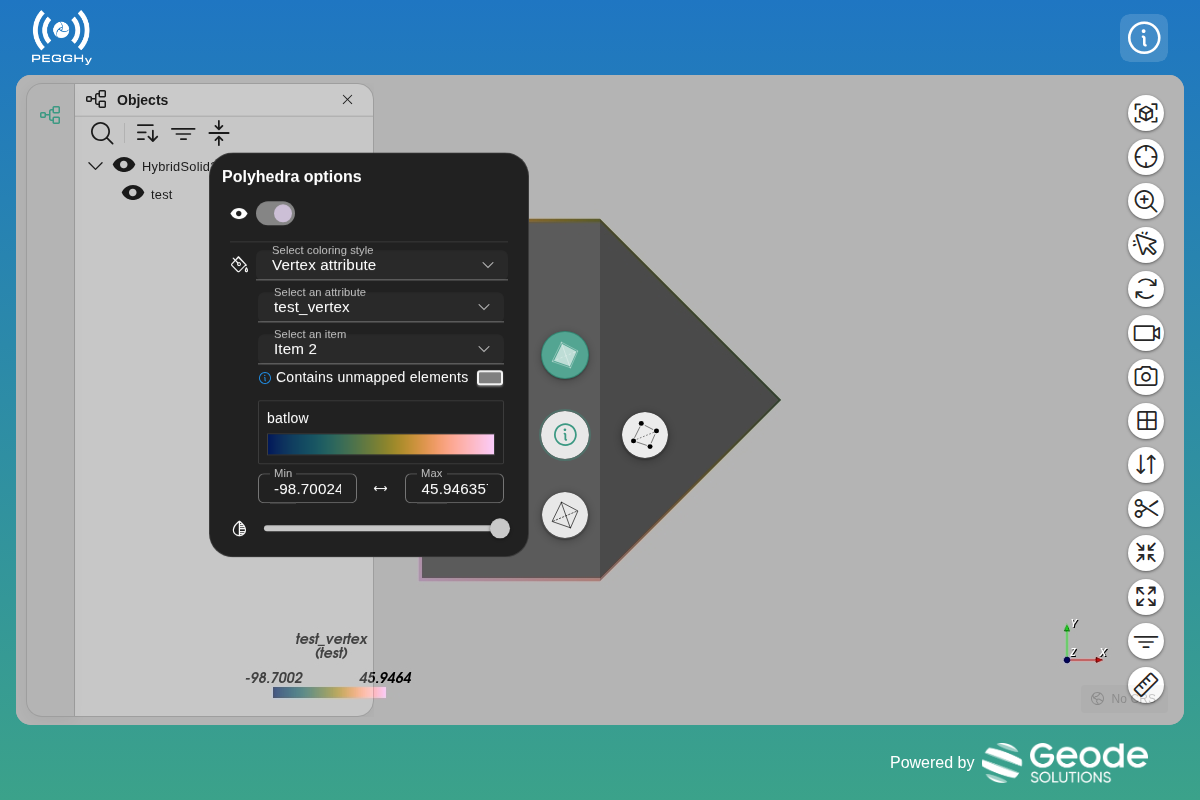 PEGGHy
Objects
HybridSolid
test
Polyhedra options
Select coloring style
Vertex attribute
Select an attribute
test_vertex
Select an item
Item 2
Contains unmapped elements
batlow
Min
-98.70024
Max
45.946357
test_vertex
(test)
-98.7002
45.9464
Y
Z
X
No CRS
Powered by
Geode
SOLUTIONS